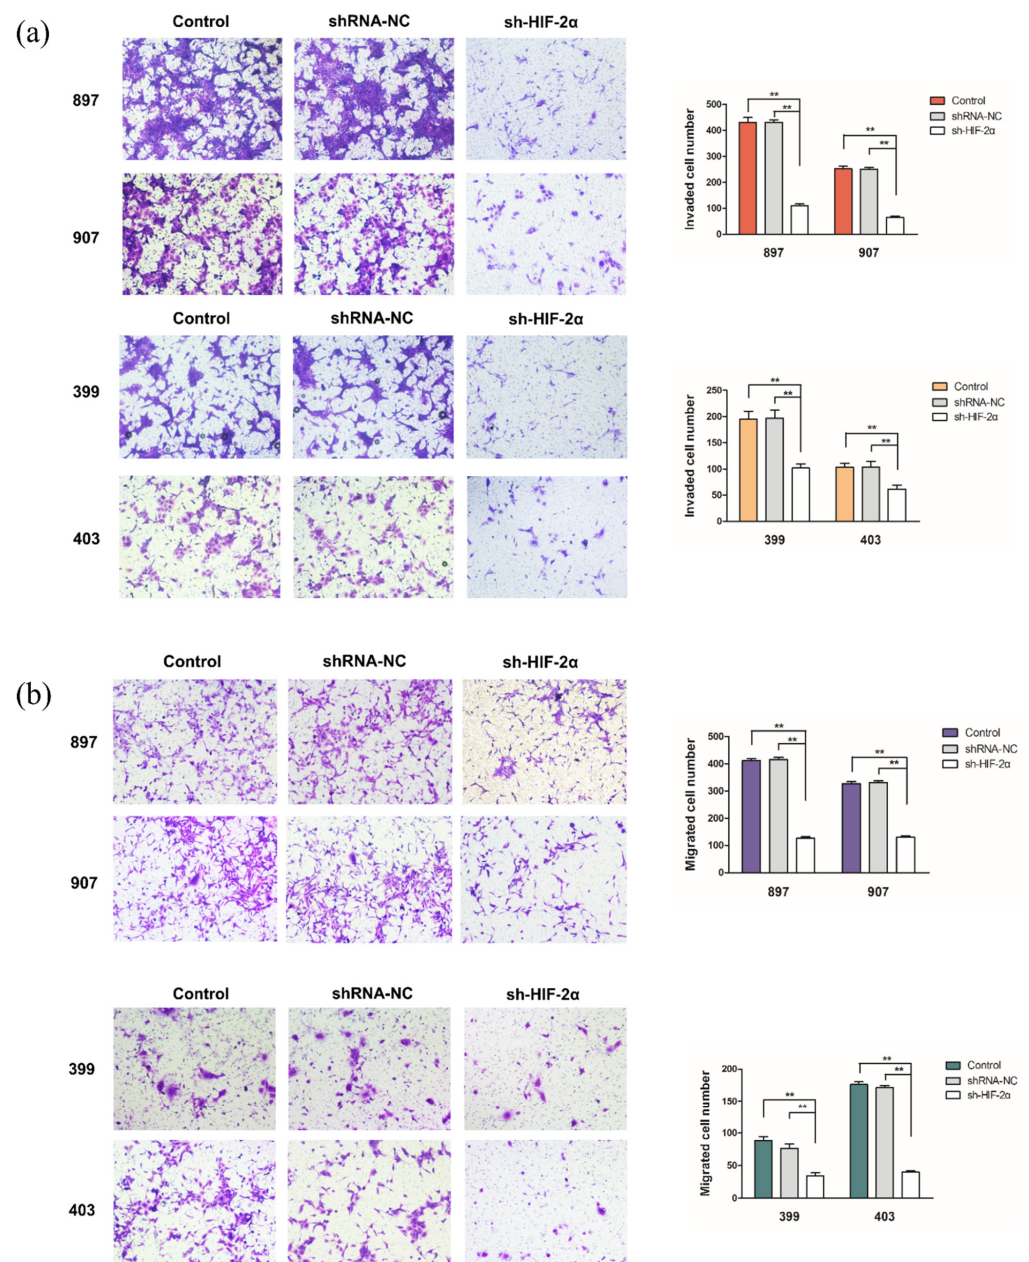 (a)
Control shRNA-NC sh-HIF-2α
897
907
500
400
300
200
100
0
Invaded cell number
** ** ** **
897 907
Control
shRNA-NC
sh-HIF-2α
Control shRNA-NC sh-HIF-2α
399
403
250
200
150
100
50
0
Invaded cell number
** ** ** **
399 403
Control
shRNA-NC
sh-HIF-2α
(b)
Control shRNA-NC sh-HIF-2α
897
907
500
400
300
200
100
0
Migrated cell number
** ** ** **
897 907
Control
shRNA-NC
sh-HIF-2α
Control shRNA-NC sh-HIF-2α
399
403
200
150
100
50
0
Migrated cell number
** ** ** **
399 403
Control
shRNA-NC
sh-HIF-2α